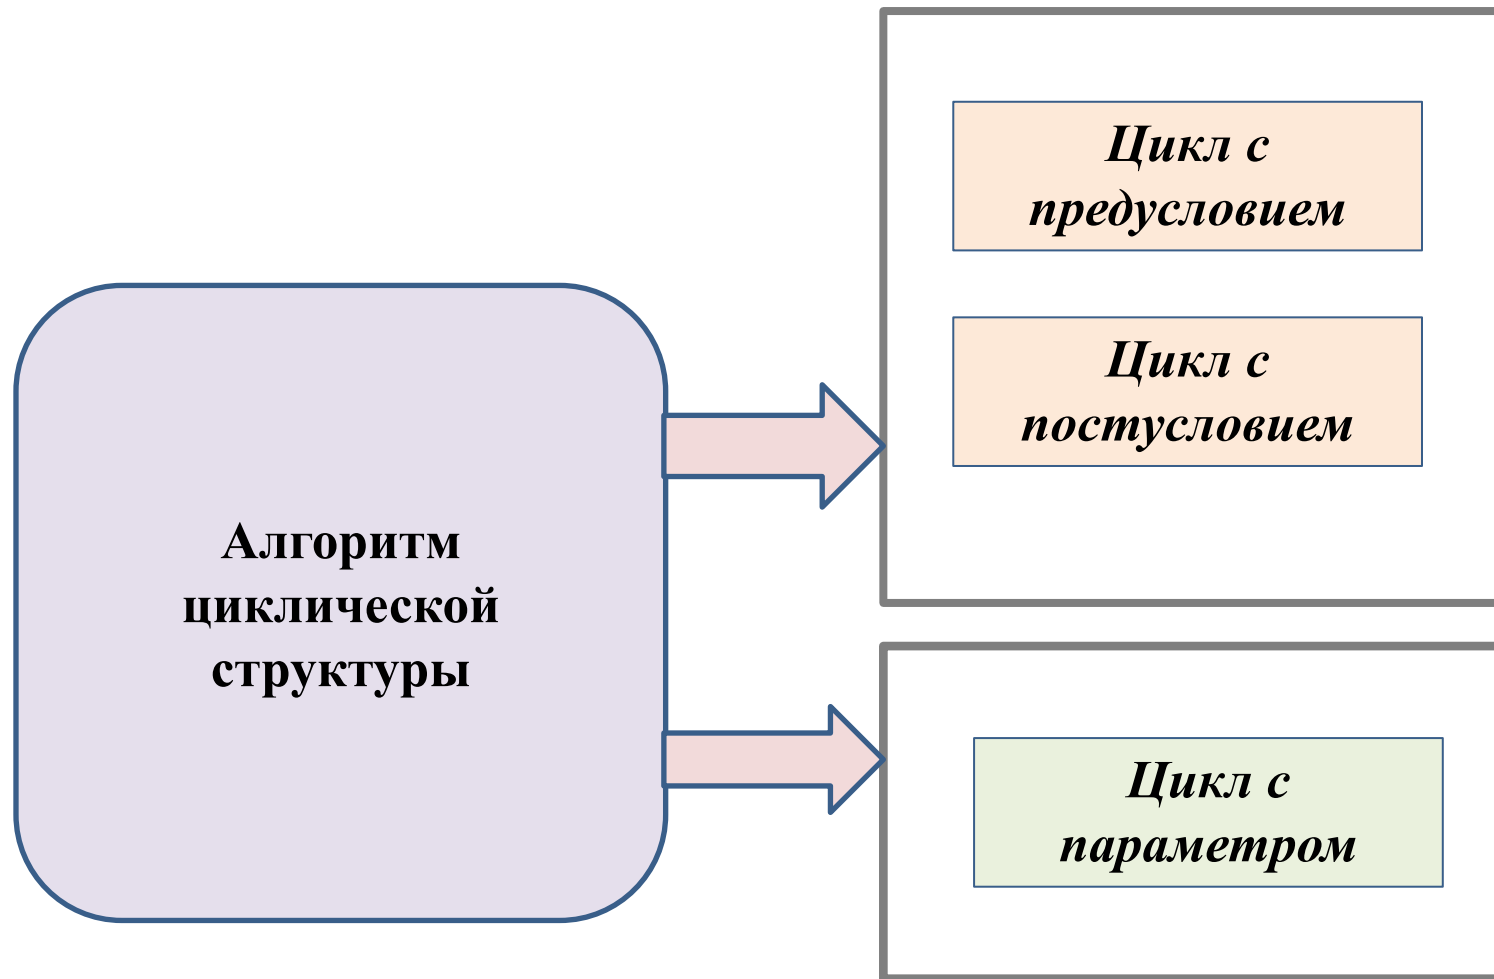 Цикл с
предусловием
Цикл с
постусловием
Алгоритм
циклической
структуры
Цикл с
параметром